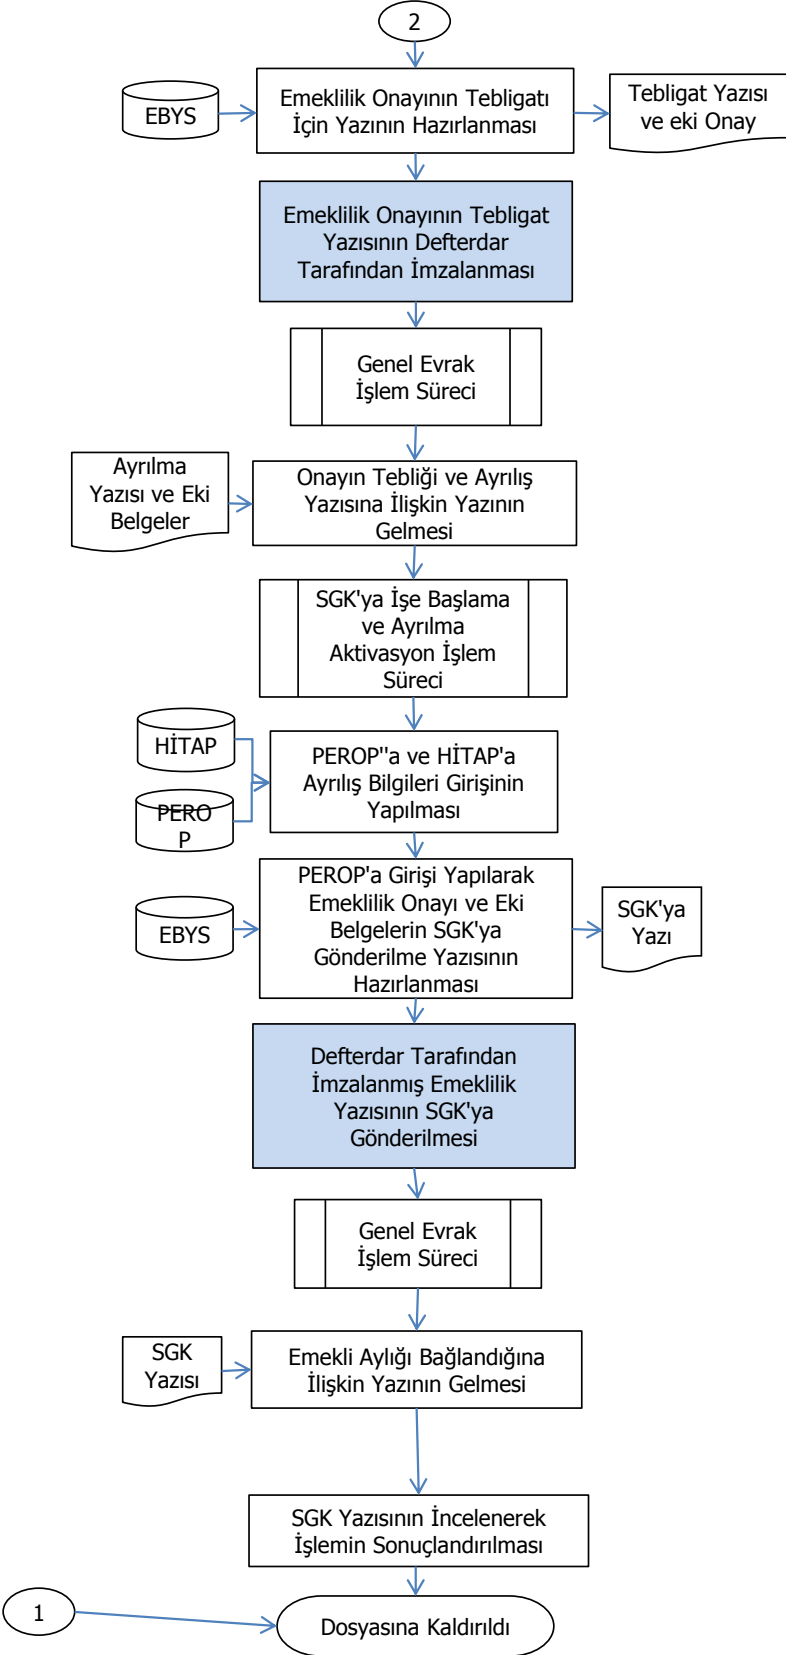 2
EBYS
Emeklilik Onayının Tebligatı
İçin Yazının Hazırlanması
Tebligat Yazısı
ve eki Onay
Emeklilik Onayının Tebligat
Yazısının Defterdar
Tarafından İmzalanması
Genel Evrak
İşlem Süreci
Ayrılma
Yazısı ve Eki
Belgeler
Onayın Tebliği ve Ayrılış
Yazısına İlişkin Yazının
Gelmesi
SGK'ya İşe Başlama
ve Ayrılma
Aktivasyon İşlem
Süreci
HİTAP
PERO
P
PEROP''a ve HİTAP'a
Ayrılış Bilgileri Girişinin
Yapılması
EBYS
PEROP'a Girişi Yapılarak
Emeklilik Onayı ve Eki
Belgelerin SGK'ya
Gönderilme Yazısının
Hazırlanması
SGK'ya
Yazı
Defterdar Tarafından
İmzalanmış Emeklilik
Yazısının SGK'ya
Gönderilmesi
Genel Evrak
İşlem Süreci
SGK
Yazısı
Emekli Aylığı Bağlandığına
İlişkin Yazının Gelmesi
SGK Yazısının İncelenerek
İşlemin Sonuçlandırılması
1
Dosyasına Kaldırıldı